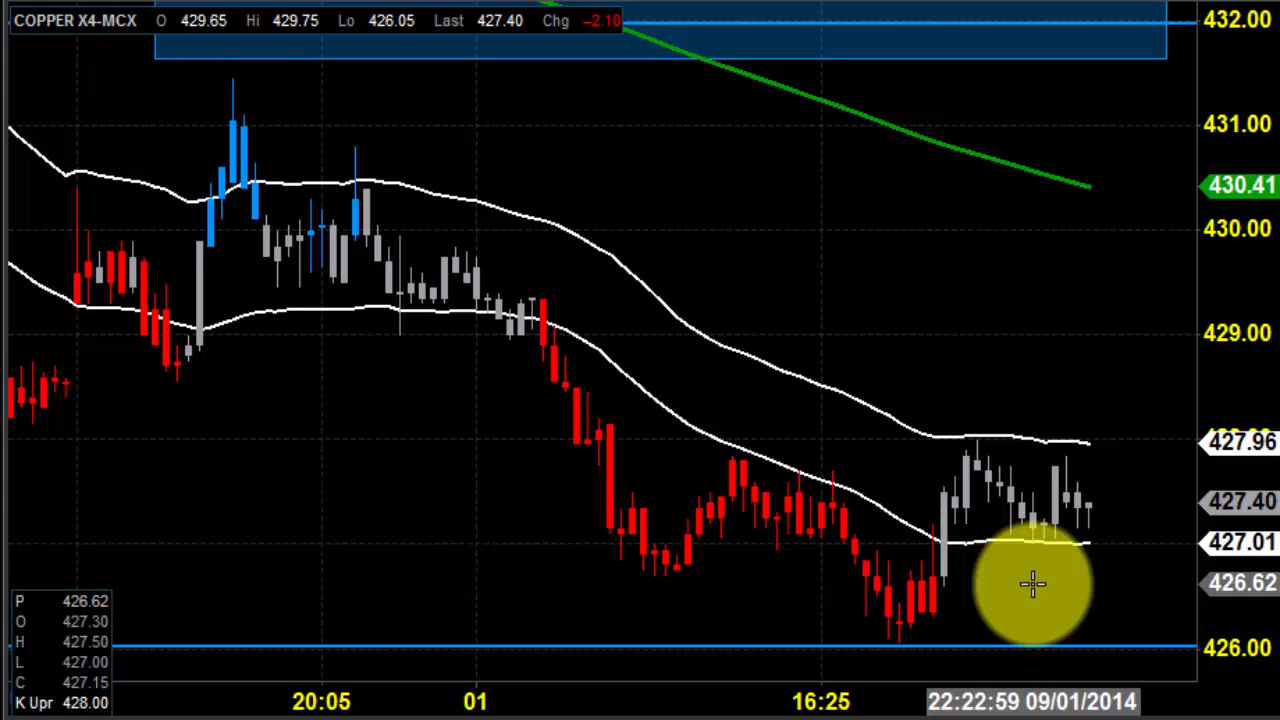 COPPER X4-MCX O 429.65 Hi 429.75 Lo 426.05 Last 427.40 Chg -2.10
432.00
431.00
430.41
430.00
429.00
427.96
427.40
427.01
426.62
426.00
P 426.62
O 427.30
H 427.50
L 427.00
C 427.15
K Upr 428.00
20:05 01 16:25 22:22:59 09/01/2014